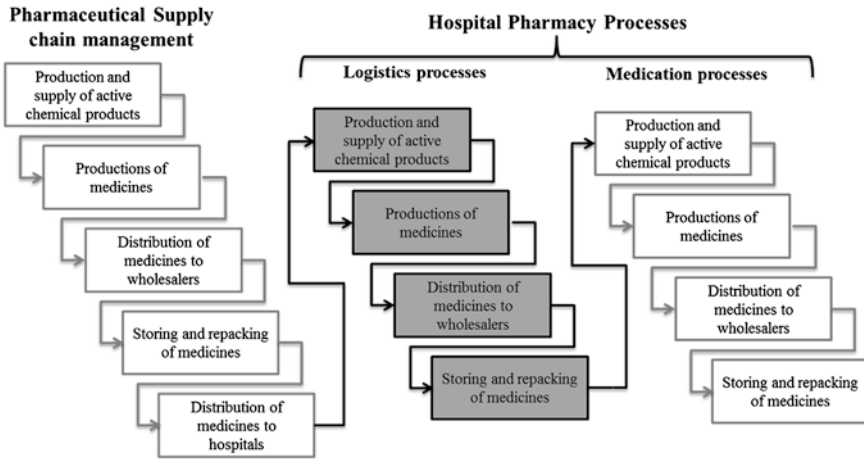 Pharmaceutical Supply
chain management
Production and
supply of active
chemical products
Productions of
medicines
Distribution of
medicines to
wholesalers
Storing and repacking
of medicines
Distribution of
medicines to
hospitals
Hospital Pharmacy Processes
Logistics processes
Production and
supply of active
chemical products
Productions of
medicines
Distribution of
medicines to
wholesalers
Storing and repacking
of medicines
Medication processes
Production and
supply of active
chemical products
Productions of
medicines
Distribution of
medicines to
wholesalers
Storing and repacking
of medicines